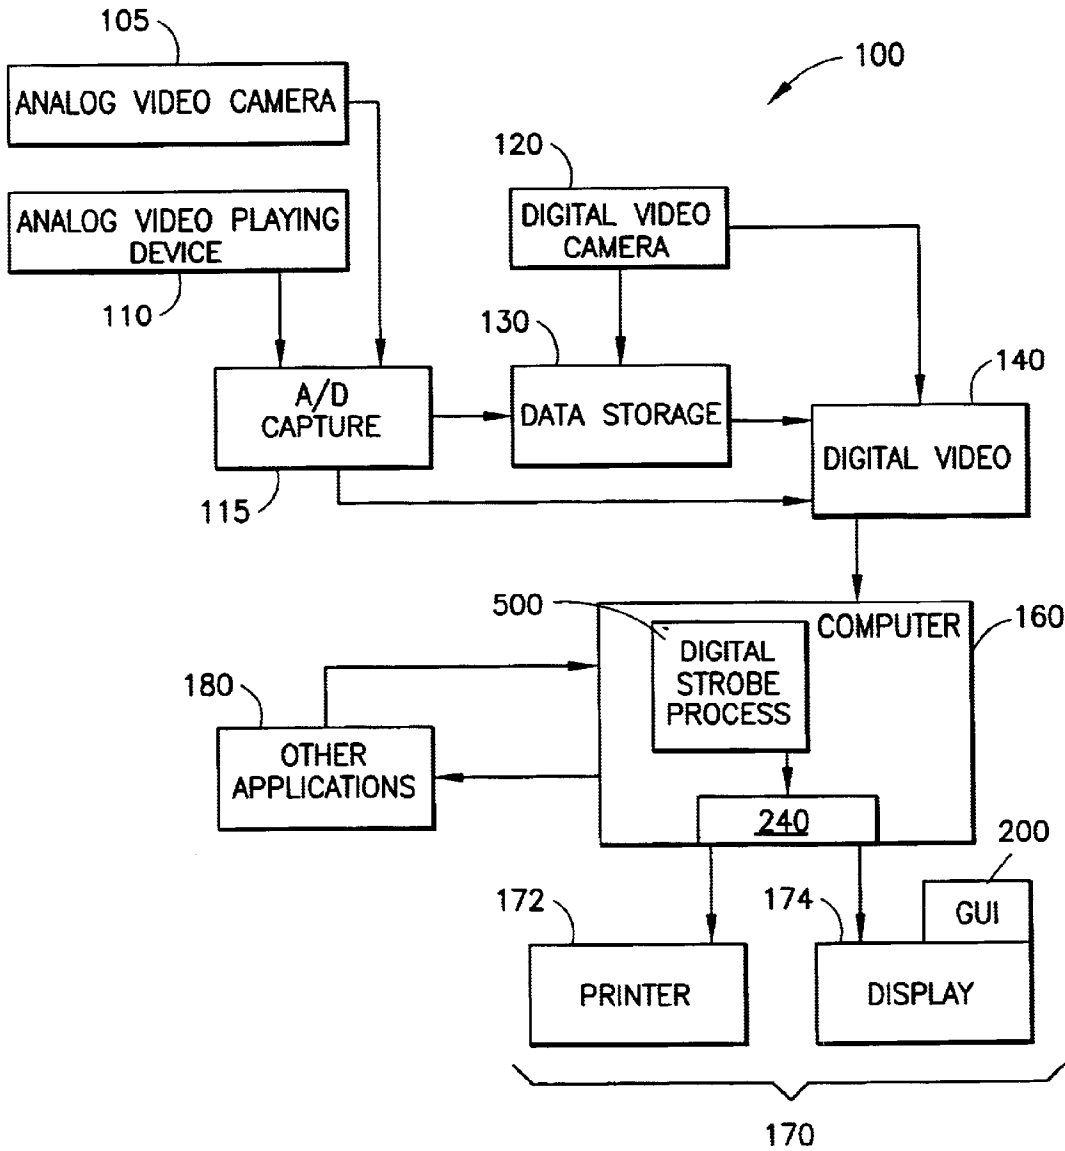 105
ANALOG VIDEO CAMERA
100
120
ANALOG VIDEO PLAYING
DEVICE
DIGITAL VIDEO
CAMERA
110
130
140
A/D
CAPTURE
DATA STORAGE
DIGITAL VIDEO
115
500
COMPUTER
160
DIGITAL
STROBE
PROCESS
180
OTHER
APPLICATIONS
240
200
172
174
GUI
PRINTER
DISPLAY
170